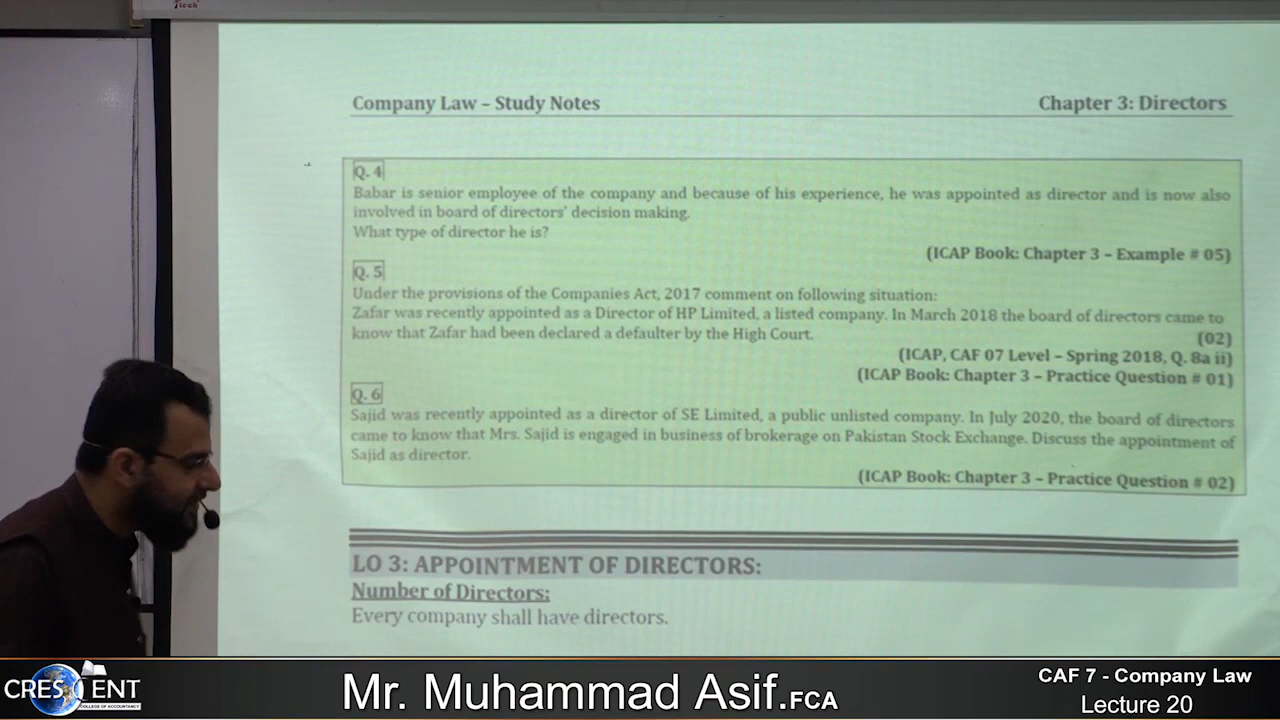 Tich
Company Law – Study Notes Chapter 3: Directors
Q. 4
Babar is senior employee of the company and because of his experience, he was appointed as director and is now also
involved in board of directors' decision making.
What type of director he is?
(ICAP Book: Chapter 3 – Example # 05)
Q. 5
Under the provisions of the Companies Act, 2017 comment on following situation:
Zafar was recently appointed as a Director of HP Limited, a listed company. In March 2018 the board of directors came to
know that Zafar had been declared a defaulter by the High Court. (02)
(ICAP, CAF 07 Level – Spring 2018, Q. 8a ii)
(ICAP Book: Chapter 3 – Practice Question # 01)
Q. 6
Sajid was recently appointed as a director of SE Limited, a public unlisted company. In July 2020, the board of directors
came to know that Mrs. Sajid is engaged in business of brokerage on Pakistan Stock Exchange. Discuss the appointment of
Sajid as director.
(ICAP Book: Chapter 3 – Practice Question # 02)
LO 3: APPOINTMENT OF DIRECTORS:
Number of Directors:
Every company shall have directors.
CRESCENT
COLLEGE OF ACCOUNTANCY
Mr. Muhammad Asif.FCA
CAF 7 - Company Law
Lecture 20